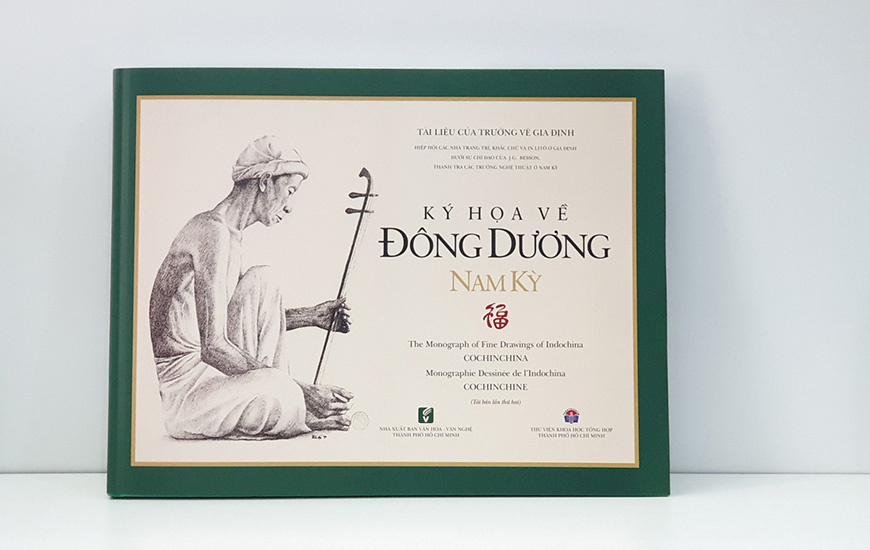 TÀI LIỆU CỦA TRƯỜNG VẼ GIA ĐỊNH
HIỆP HỘI CÁC NHÀ TRANG TRÍ, KHẮC CHỮ VÀ IN LITÔ Ở GIA ĐỊNH
DƯỚI SỰ CHỈ ĐẠO CỦA J.G. BESSON,
THANH TRA CÁC TRƯỜNG NGHỆ THUẬT Ở NAM KỲ
KÝ HỌA VỀ
ĐÔNG DƯƠNG
NAM KỲ
福
The Monograph of Fine Drawings of Indochina
COCHINCHINA
Monographie Dessinée de l'Indochina
COCHINCHINE
(Tái bản lần thứ hai)
NHÀ XUẤT BẢN VĂN HÓA - VĂN NGHỆ
THÀNH PHỐ HỒ CHÍ MINH
THƯ VIỆN KHOA HỌC TỔNG HỢP
THÀNH PHỐ HỒ CHÍ MINH